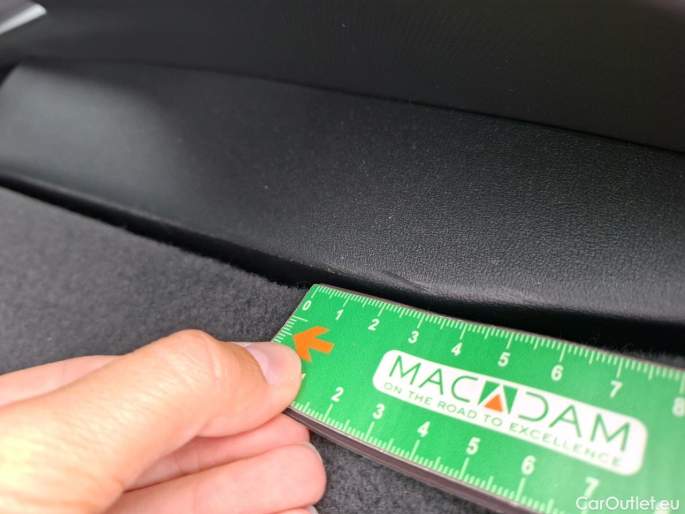 0 1 2 3 4 5 6 7 8
MACADAM
ON THE ROAD TO EXCELLENCE
1 2 3 4 5 6 7
CarOutlet.eu